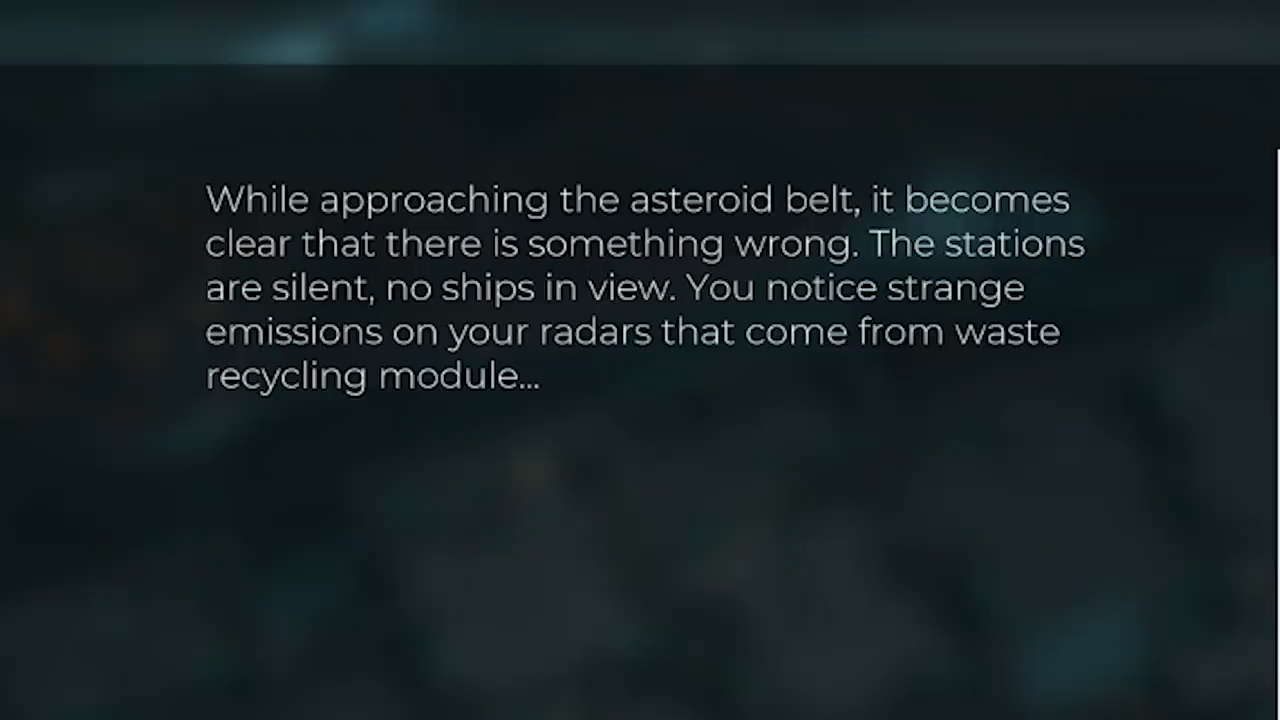 While approaching the asteroid belt, it becomes
clear that there is something wrong. The stations
are silent, no ships in view. You notice strange
emissions on your radars that come from waste
recycling module...